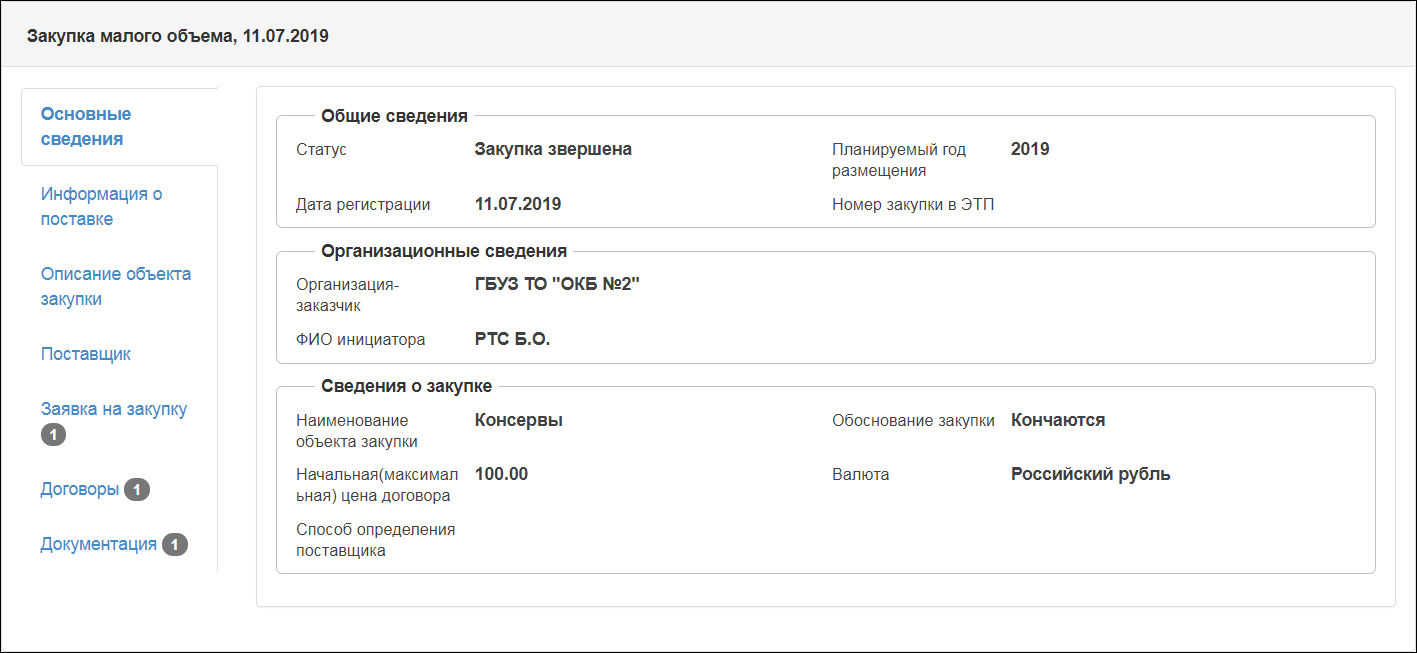 Закупка малого объема, 11.07.2019
Основные
сведения
Информация о
поставке
Описание объекта
закупки
Поставщик
Заявка на закупку
1
Договоры 1
Документация 1
Общие сведения
Статус Закупка звершена Планируемый год 2019
размещения
Дата регистрации 11.07.2019 Номер закупки в ЭТП
Организационные сведения
Организация- ГБУЗ ТО "ОКБ №2"
заказчик
ФИО инициатора РТС Б.О.
Сведения о закупке
Наименование Консервы Обоснование закупки Кончаются
объекта закупки
Начальная(максимал 100.00 Валюта Российский рубль
ьная) цена договора
Способ определения
поставщика